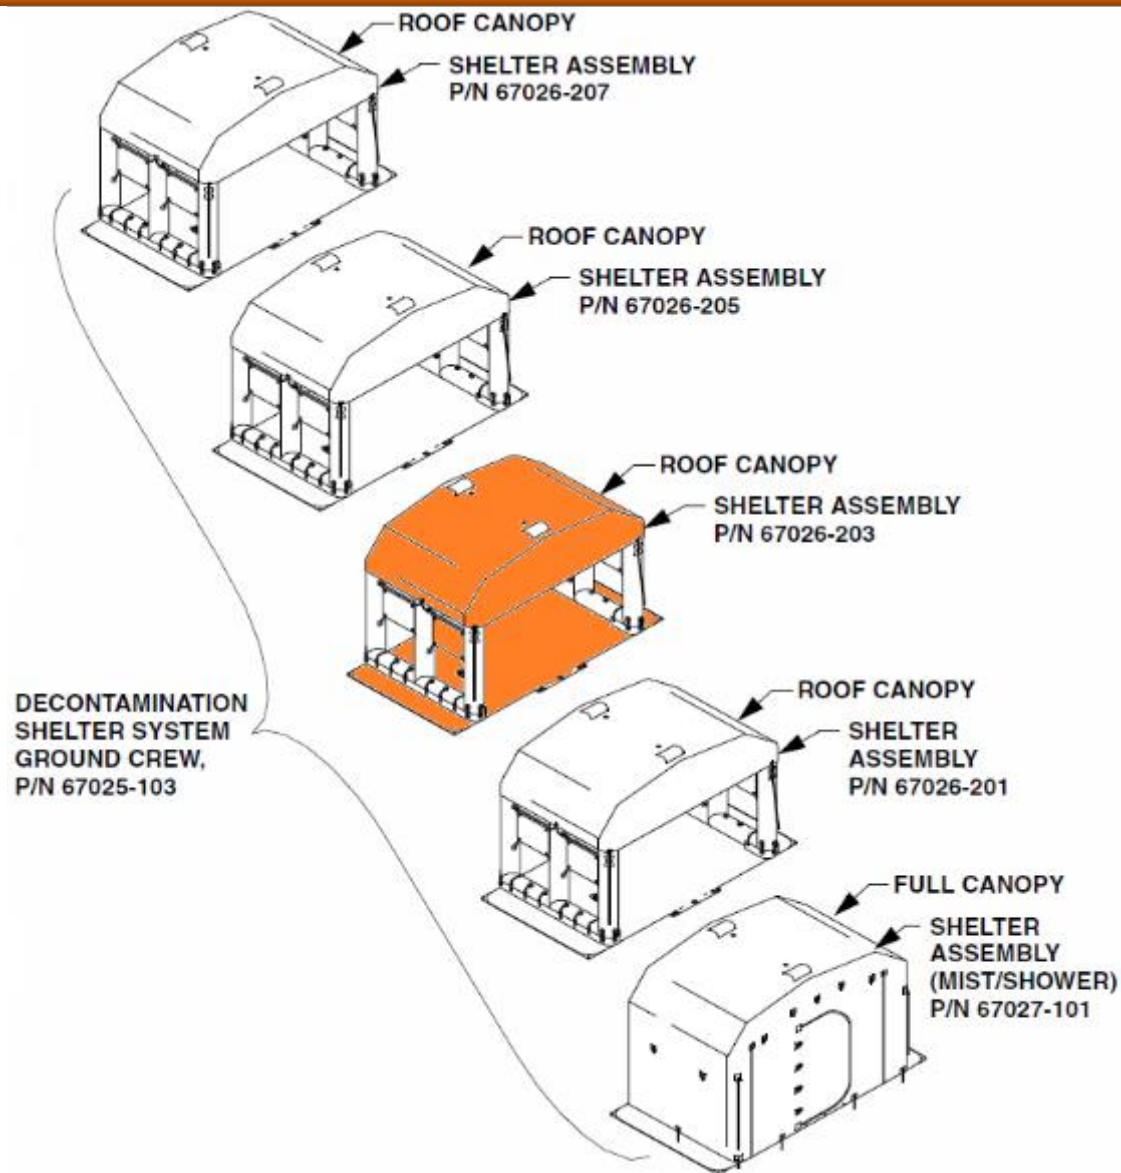 ROOF CANOPY
SHELTER ASSEMBLY
P/N 67026-207
ROOF CANOPY
SHELTER ASSEMBLY
P/N 67026-205
ROOF CANOPY
SHELTER ASSEMBLY
P/N 67026-203
DECONTAMINATION
SHELTER SYSTEM
GROUND CREW,
P/N 67025-103
ROOF CANOPY
SHELTER
ASSEMBLY
P/N 67026-201
FULL CANOPY
SHELTER
ASSEMBLY
(MIST/SHOWER)
P/N 67027-101